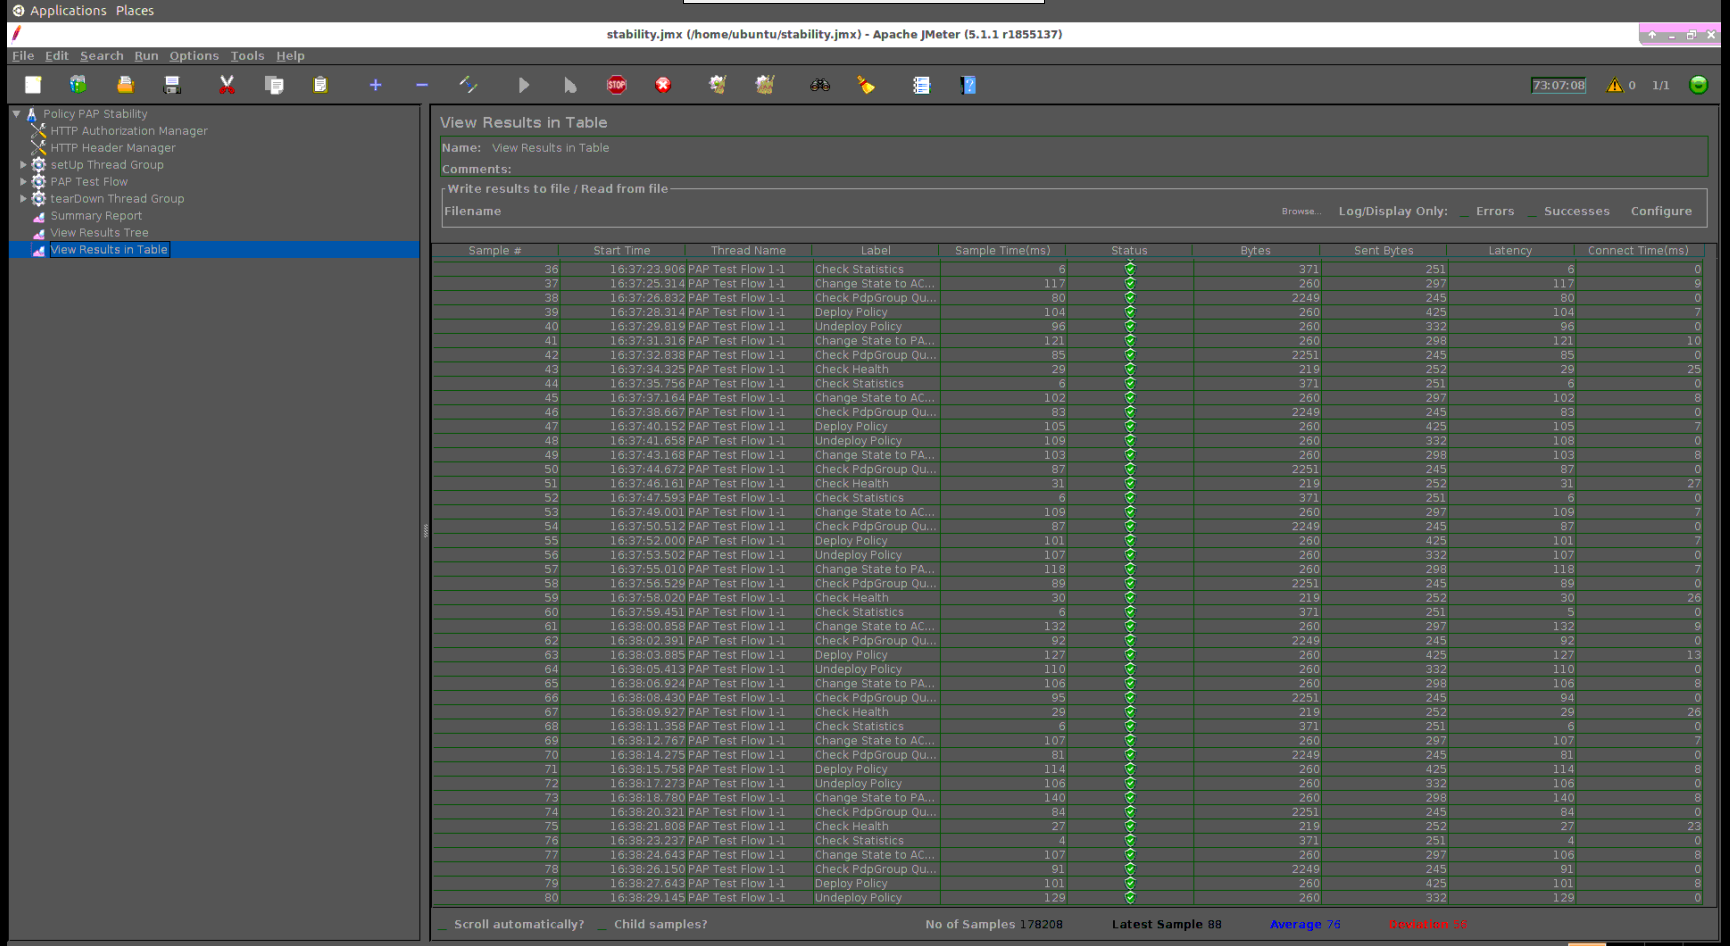 Applications Places
stability.jmx (/home/ubuntu/stability.jmx) - Apache JMeter (5.1.1 r1855137)
File Edit Search Run Options Tools Help
STOP 73:07:08 0 1/1
Policy PAP Stability
HTTP Authorization Manager
HTTP Header Manager
setUp Thread Group
PAP Test Flow
tearDown Thread Group
Summary Report
View Results Tree
View Results in Table
View Results in Table
Name: View Results in Table
Comments:
Write results to file / Read from file
Filename Browse... Log/Display Only: Errors Successes Configure
Sample # Start Time Thread Name Label Sample Time(ms) Status Bytes Sent Bytes Latency Connect Time(ms)
36 16:37:23.906 PAP Test Flow 1-1 Check Statistics 6 371 251 6 0
37 16:37:25.314 PAP Test Flow 1-1 Change State to AC... 117 260 297 117 9
38 16:37:26.832 PAP Test Flow 1-1 Check PdpGroup Qu... 80 2249 245 80 0
39 16:37:28.314 PAP Test Flow 1-1 Deploy Policy 104 260 425 104 7
40 16:37:29.819 PAP Test Flow 1-1 Undeploy Policy 96 260 332 96 0
41 16:37:31.316 PAP Test Flow 1-1 Change State to PA... 121 260 298 121 10
42 16:37:32.838 PAP Test Flow 1-1 Check PdpGroup Qu... 85 2251 245 85 0
43 16:37:34.325 PAP Test Flow 1-1 Check Health 29 219 252 29 25
44 16:37:35.756 PAP Test Flow 1-1 Check Statistics 6 371 251 6 0
45 16:37:37.164 PAP Test Flow 1-1 Change State to AC... 102 260 297 102 8
46 16:37:38.667 PAP Test Flow 1-1 Check PdpGroup Qu... 83 2249 245 83 0
47 16:37:40.152 PAP Test Flow 1-1 Deploy Policy 105 260 425 105 7
48 16:37:41.658 PAP Test Flow 1-1 Undeploy Policy 109 260 332 108 0
49 16:37:43.168 PAP Test Flow 1-1 Change State to PA... 103 260 298 103 8
50 16:37:44.672 PAP Test Flow 1-1 Check PdpGroup Qu... 87 2251 245 87 0
51 16:37:46.161 PAP Test Flow 1-1 Check Health 31 219 252 31 27
52 16:37:47.593 PAP Test Flow 1-1 Check Statistics 6 371 251 6 0
53 16:37:49.001 PAP Test Flow 1-1 Change State to AC... 109 260 297 109 7
54 16:37:50.512 PAP Test Flow 1-1 Check PdpGroup Qu... 87 2249 245 87 0
55 16:37:52.000 PAP Test Flow 1-1 Deploy Policy 101 260 425 101 7
56 16:37:53.502 PAP Test Flow 1-1 Undeploy Policy 107 260 332 107 0
57 16:37:55.010 PAP Test Flow 1-1 Change State to PA... 118 260 298 118 7
58 16:37:56.529 PAP Test Flow 1-1 Check PdpGroup Qu... 89 2251 245 89 0
59 16:37:58.020 PAP Test Flow 1-1 Check Health 30 219 252 30 26
60 16:37:59.451 PAP Test Flow 1-1 Check Statistics 6 371 251 5 0
61 16:38:00.858 PAP Test Flow 1-1 Change State to AC... 132 260 297 132 9
62 16:38:02.391 PAP Test Flow 1-1 Check PdpGroup Qu... 92 2249 245 92 0
63 16:38:03.885 PAP Test Flow 1-1 Deploy Policy 127 260 425 127 13
64 16:38:05.413 PAP Test Flow 1-1 Undeploy Policy 110 260 332 110 0
65 16:38:06.924 PAP Test Flow 1-1 Change State to PA... 106 260 298 106 8
66 16:38:08.430 PAP Test Flow 1-1 Check PdpGroup Qu... 95 2251 245 94 0
67 16:38:09.927 PAP Test Flow 1-1 Check Health 29 219 252 29 26
68 16:38:11.358 PAP Test Flow 1-1 Check Statistics 6 371 251 6 0
69 16:38:12.767 PAP Test Flow 1-1 Change State to AC... 107 260 297 107 7
70 16:38:14.275 PAP Test Flow 1-1 Check PdpGroup Qu... 81 2249 245 81 0
71 16:38:15.758 PAP Test Flow 1-1 Deploy Policy 114 260 425 114 8
72 16:38:17.273 PAP Test Flow 1-1 Undeploy Policy 106 260 332 106 0
73 16:38:18.780 PAP Test Flow 1-1 Change State to PA... 140 260 298 140 8
74 16:38:20.321 PAP Test Flow 1-1 Check PdpGroup Qu... 84 2251 245 84 0
75 16:38:21.808 PAP Test Flow 1-1 Check Health 27 219 252 27 23
76 16:38:23.237 PAP Test Flow 1-1 Check Statistics 4 371 251 4 0
77 16:38:24.643 PAP Test Flow 1-1 Change State to AC... 107 260 297 106 8
78 16:38:26.150 PAP Test Flow 1-1 Check PdpGroup Qu... 91 2249 245 91 0
79 16:38:27.643 PAP Test Flow 1-1 Deploy Policy 101 260 425 101 8
80 16:38:29.145 PAP Test Flow 1-1 Undeploy Policy 129 260 332 129 0
Scroll automatically? Child samples? No of Samples 178208 Latest Sample 88 Average 76 Deviation